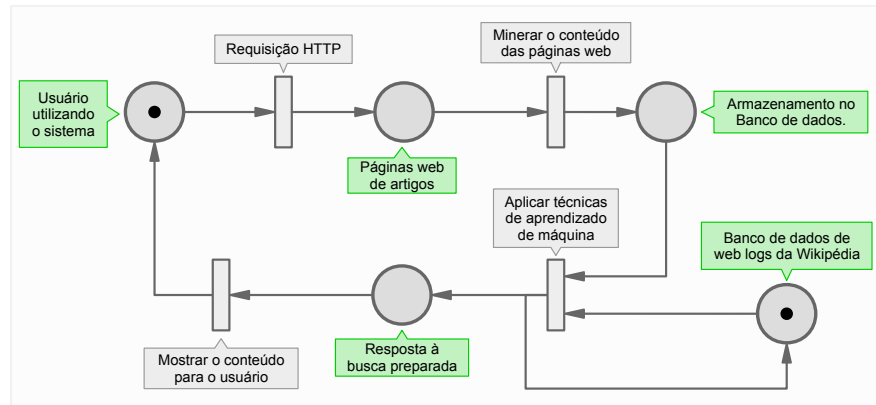 Requisição HTTP
Minerar o conteúdo
das páginas web
Usuário
utilizando
o sistema
Armazenamento no
Banco de dados.
Páginas web
de artigos
Aplicar técnicas
de aprendizado
de máquina
Banco de dados de
web logs da Wikipédia
Mostrar o conteúdo
para o usuário
Resposta à
busca preparada